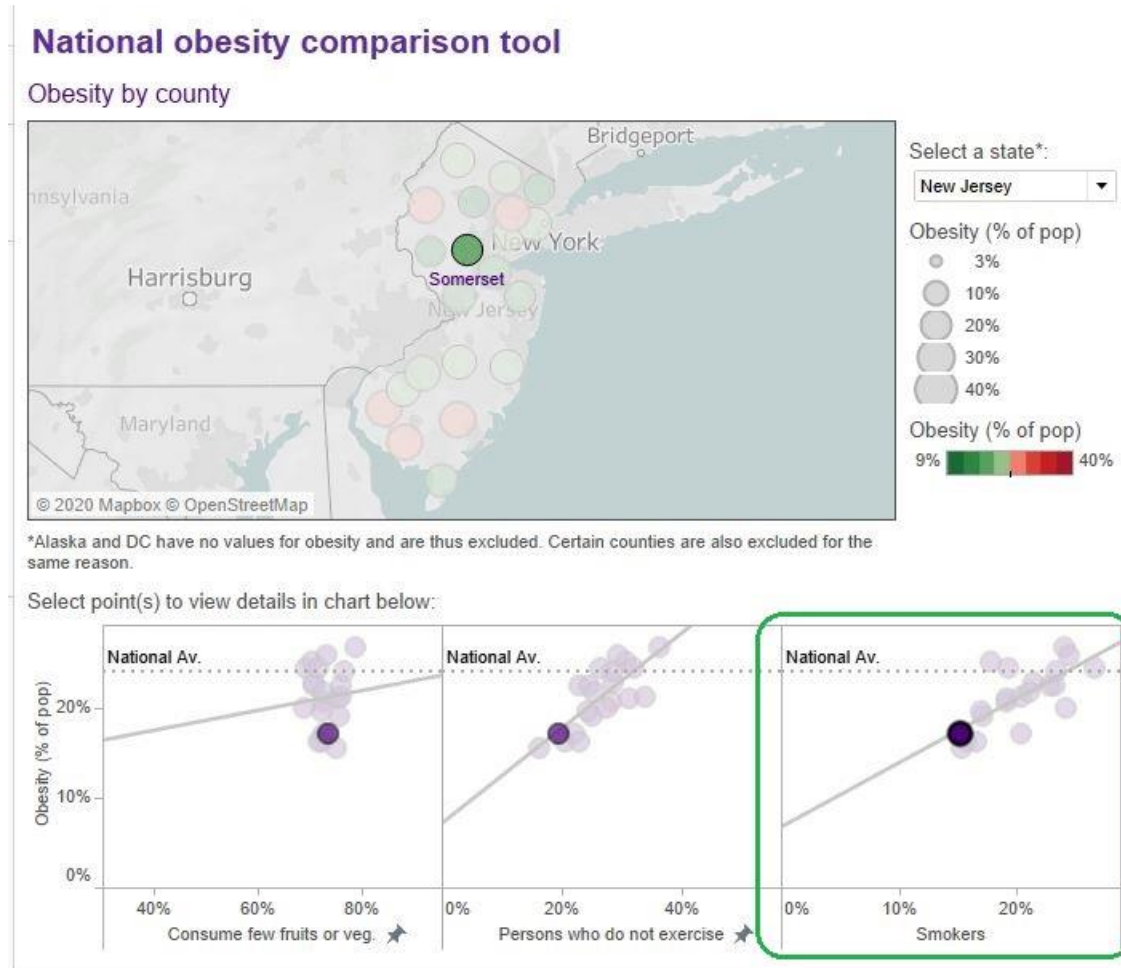 National obesity comparison tool
Obesity by county
Bridgeport
nnsylvania
New York
Harrisburg
Somerset
New Jersey
Maryland
© 2020 Mapbox © OpenStreetMap
Select a state*:
New Jersey
Obesity (% of pop)
3%
10%
20%
30%
40%
Obesity (% of pop)
9% 40%
*Alaska and DC have no values for obesity and are thus excluded. Certain counties are also excluded for the
same reason.
Select point(s) to view details in chart below:
National Av. National Av. National Av.
Obesity (% of pop)
20%
10%
0%
40% 60% 80% 0% 20% 40% 0% 10% 20%
Consume few fruits or veg. Persons who do not exercise Smokers